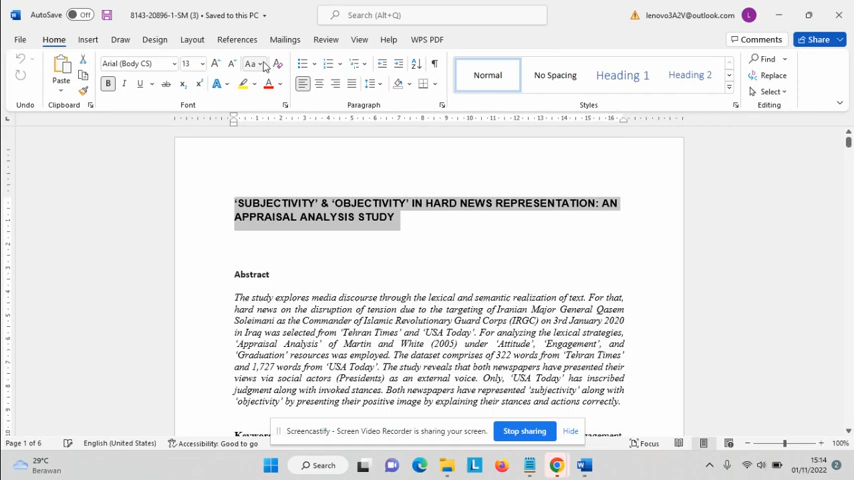 AutoSave Off 8143-20896-1-SM (3) • Saved to this PC
Search (Alt+Q)
lenovo3A2V@outlook.com L
File Home Insert Draw Design Layout References Mailings Review View Help WPS PDF Comments Share
Arial (Body CS) 13 Aa Find
Paste Normal No Spacing Heading 1 Heading 2 Replace
B I U ab Select
Undo Clipboard Font Paragraph Styles Editing
‘SUBJECTIVITY’ & ‘OBJECTIVITY’ IN HARD NEWS REPRESENTATION: AN
APPRAISAL ANALYSIS STUDY
Abstract
The study explores media discourse through the lexical and semantic realization of text. For that,
hard news on the disruption of tension due to the targeting of Iranian Major General Qasem
Soleimani as the Commander of Islamic Revolutionary Guard Corps (IRGC) on 3rd January 2020
in Iraq was selected from ‘Tehran Times’ and ‘USA Today’. For analyzing the lexical strategies,
‘Appraisal Analysis’ of Martin and White (2005) under ‘Attitude’, ‘Engagement’, and
‘Graduation’ resources was employed. The dataset comprises of 322 words from ‘Tehran Times’
and 1,727 words from ‘USA Today’. The study reveals that both newspapers have presented their
views via social actors (Presidents) as an external voice. Only, ‘USA Today’ has inscribed
judgment along with invoked stances. Both newspapers have represented ‘subjectivity’ along with
‘objectivity’ by presenting their positive image by explaining their stances and actions correctly.
Screencastify - Screen Video Recorder is sharing your screen. Stop sharing Hide
Page 1 of 6 English (United States) Accessibility: Good to go Focus 100%
29°C
Berawan
Search
15:14
01/11/2022